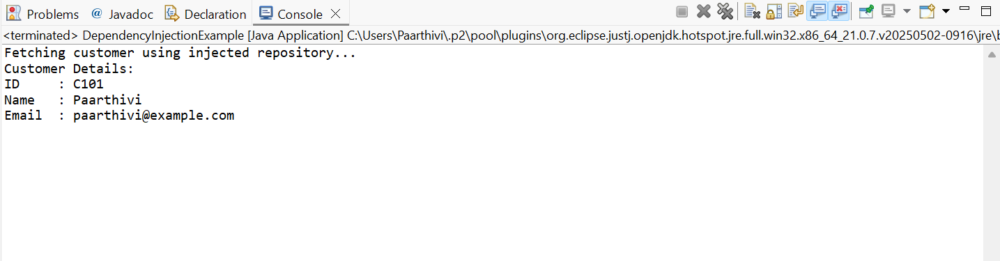 Problems @ Javadoc Declaration Console
<terminated> DependencyInjectionExample [Java Application] C:\Users\Paarthivi\.p2\pool\plugins\org.eclipse.justj.openjdk.hotspot.jre.full.win32.x86_64_21.0.7.v20250502-0916\jre\b
Fetching customer using injected repository...
Customer Details:
ID     : C101
Name   : Paarthivi
Email  : paarthivi@example.com